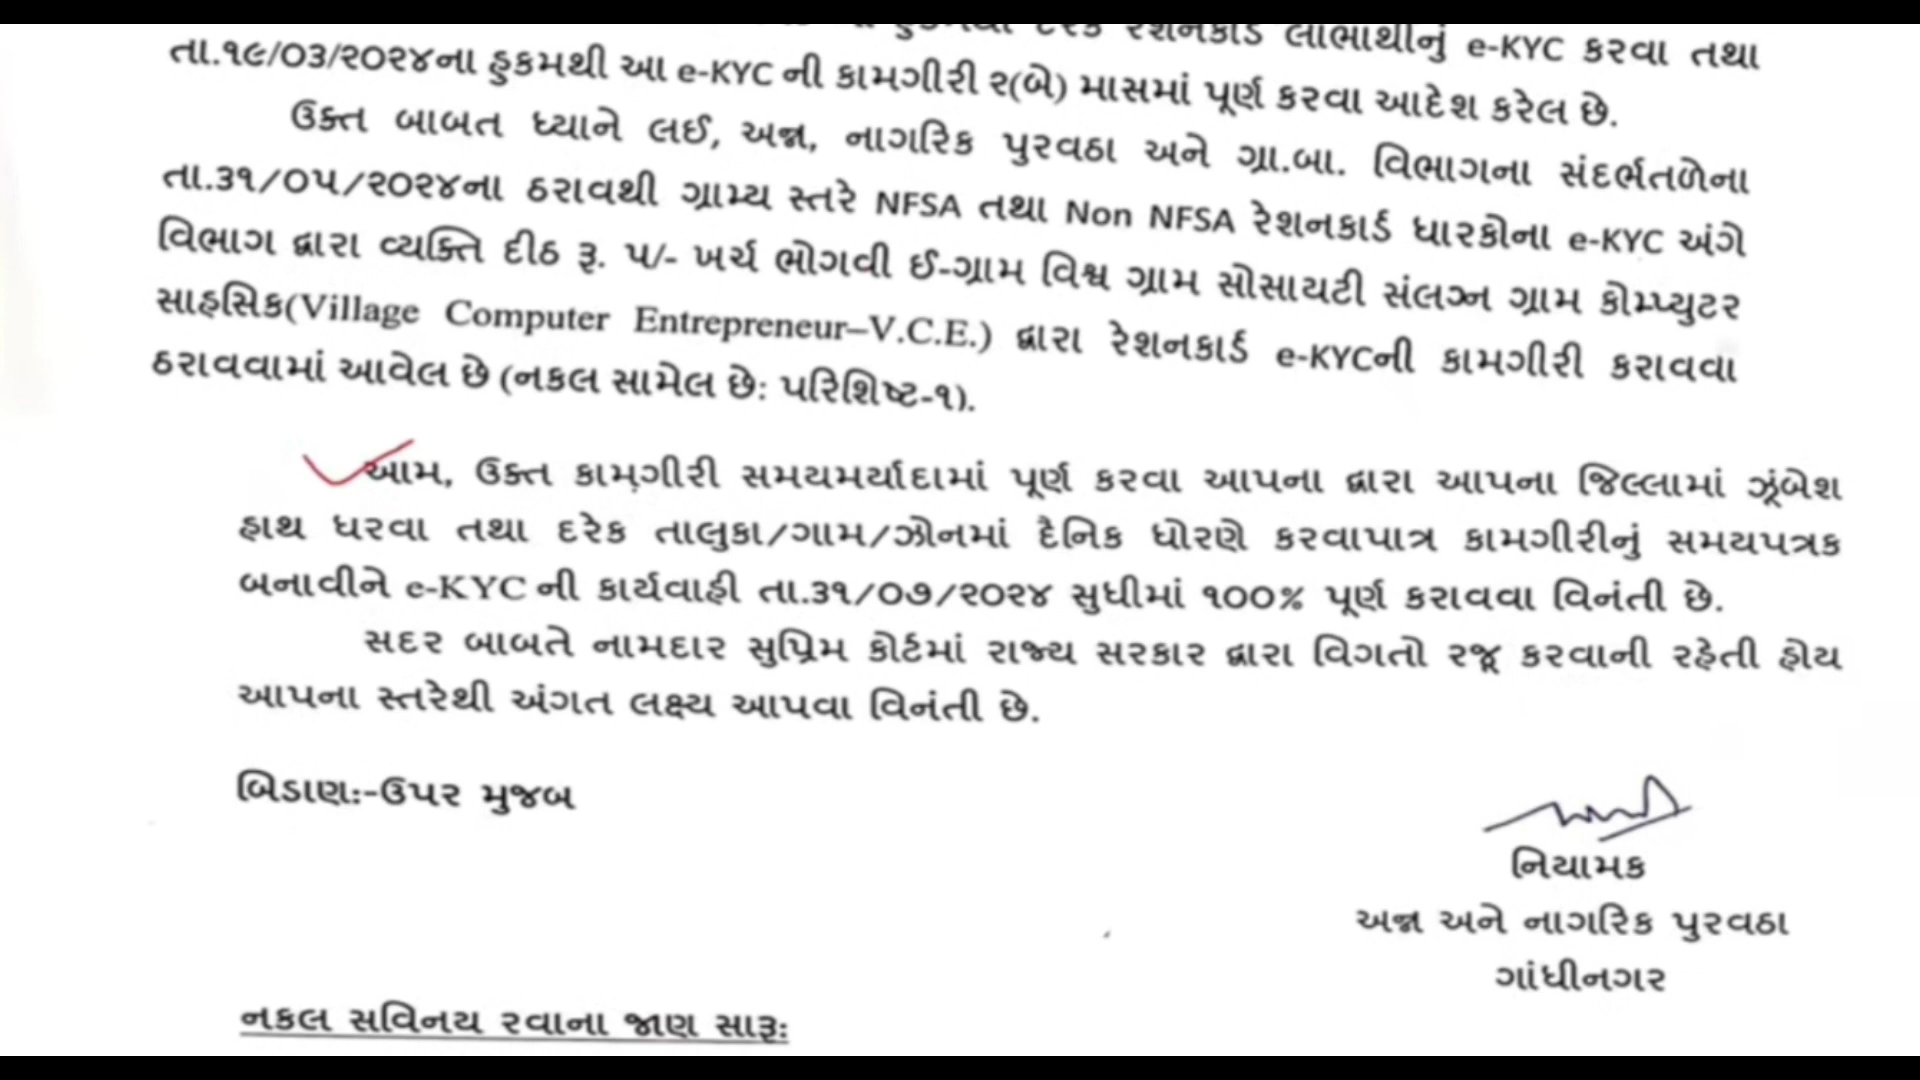 રેશનકાર્ડ લાભાર્થીનું e-KYC કરવા તથા
તા.૧૯/૦૩/૨૦૨૪ના હુકમથી આ e-KYC ની કામગીરી ૨(બે) માસમાં પૂર્ણ કરવા આદેશ કરેલ છે.
ઉક્ત બાબત ધ્યાને લઈ, અન્ન, નાગરિક પુરવઠા અને ગ્રા.બા. વિભાગના સંદર્ભતળેના
તા.૩૧/૦૫/૨૦૨૪ના ઠરાવથી ગ્રામ્ય સ્તરે NFSA તથા Non NFSA રેશનકાર્ડ ધારકોના e-KYC અંગે
વિભાગ દ્વારા વ્યક્તિ દીઠ રૂ. ૫/- ખર્ચ ભોગવી ઈ-ગ્રામ વિશ્વ ગ્રામ સોસાયટી સંલગ્ન ગ્રામ કોમ્પ્યુટર
સાહસિક(Village Computer Entrepreneur–V.C.E.) દ્વારા રેશનકાર્ડ e-KYCની કામગીરી કરાવવા
ઠરાવવામાં આવેલ છે (નકલ સામેલ છે: પરિશિષ્ટ-૧).
આમ, ઉક્ત કામગીરી સમયમર્યાદામાં પૂર્ણ કરવા આપના દ્વારા આપના જિલ્લામાં ઝૂંબેશ
હાથ ધરવા તથા દરેક તાલુકા/ગામ/ઝોનમાં દૈનિક ધોરણે કરવાપાત્ર કામગીરીનું સમયપત્રક
બનાવીને e-KYC ની કાર્યવાહી તા.૩૧/૦૭/૨૦૨૪ સુધીમાં ૧૦૦% પૂર્ણ કરાવવા વિનંતી છે.
સદર બાબતે નામદાર સુપ્રિમ કોર્ટમાં રાજ્ય સરકાર દ્વારા વિગતો રજૂ કરવાની રહેતી હોય
આપના સ્તરેથી અંગત લક્ષ્ય આપવા વિનંતી છે.
બિડાણ:-ઉપર મુજબ
નિયામક
અન્ન અને નાગરિક પુરવઠા
ગાંધીનગર
નકલ સવિનય રવાના જાણ સારૂ: